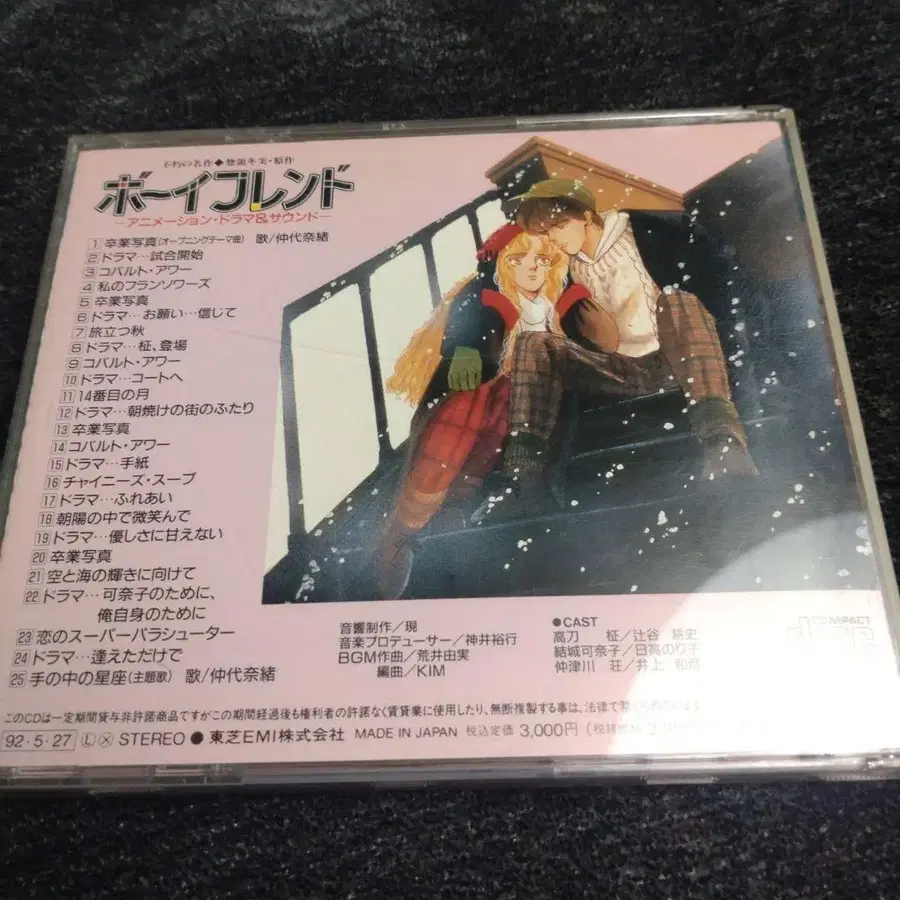 不朽の名作◆惣領冬実・原作
ボーイフレンド
―アニメーション・ドラマ&サウンド―
1 卒業写真(オープニングテーマ曲) 歌/仲代奈緒
2 ドラマ…試合開始
3 コバルト・アワー
4 私のフランソワーズ
5 卒業写真
6 ドラマ…お願い…信じて
7 旅立つ秋
8 ドラマ…柾、登場
9 コバルト・アワー
10 ドラマ…コートへ
11 14番目の月
12 ドラマ…朝焼けの街のふたり
13 卒業写真
14 コバルト・アワー
15 ドラマ…手紙
16 チャイニーズ・スープ
17 ドラマ…ふれあい
18 朝陽の中で微笑んで
19 ドラマ…優しさに甘えない
20 卒業写真
21 空と海の輝きに向けて
22 ドラマ…可奈子のために、
俺自身のために
23 恋のスーパーパラシューター
24 ドラマ…逢えただけで
25 手の中の星座(主題歌) 歌/仲代奈緒
音響制作/現
音楽プロデューサー/神井裕行
BGM作曲/荒井由実
編曲/KIM
●CAST
高刀 柾/辻谷 耕史
結城可奈子/日高のり子
仲津川 荘/井上 和彦
COMPACT
disc
このCDは一定期間貸与非許諾商品ですがこの期間経過後も権利者の許諾なく賃貸業に使用したり、無断複製する事は、法律で禁じられています
92・5・27 Ⓛ Ⓧ STEREO ● 東芝EMI株式会社 MADE IN JAPAN 税込定価 3,000円 (税抜価格 2,